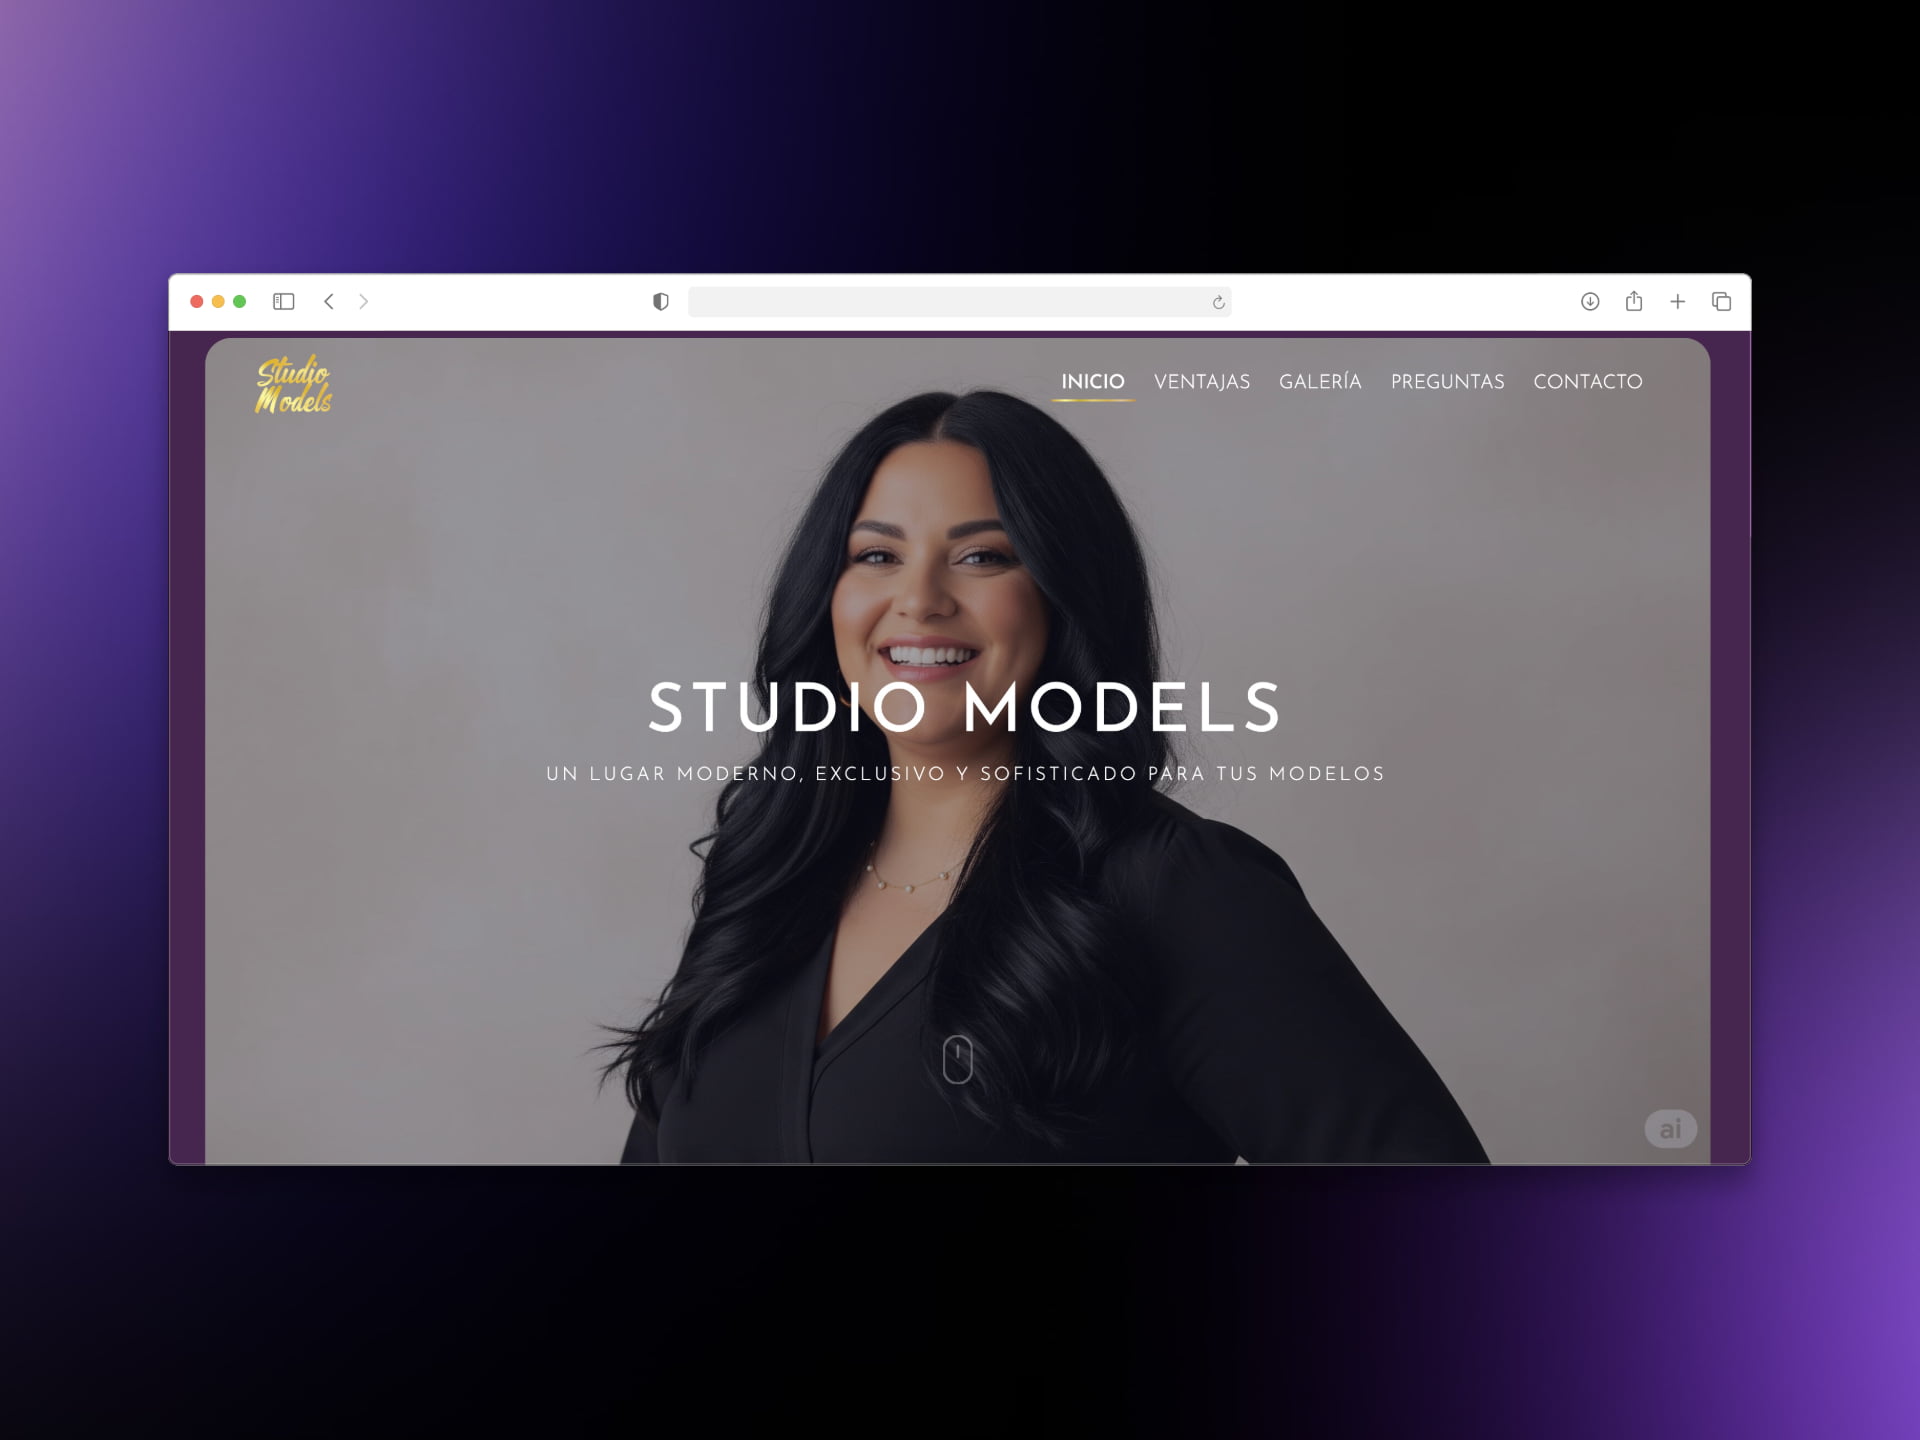 Studio
Models
INICIO VENTAJAS GALERÍA PREGUNTAS CONTACTO
STUDIO MODELS
UN LUGAR MODERNO, EXCLUSIVO Y SOFISTICADO PARA TUS MODELOS
ai